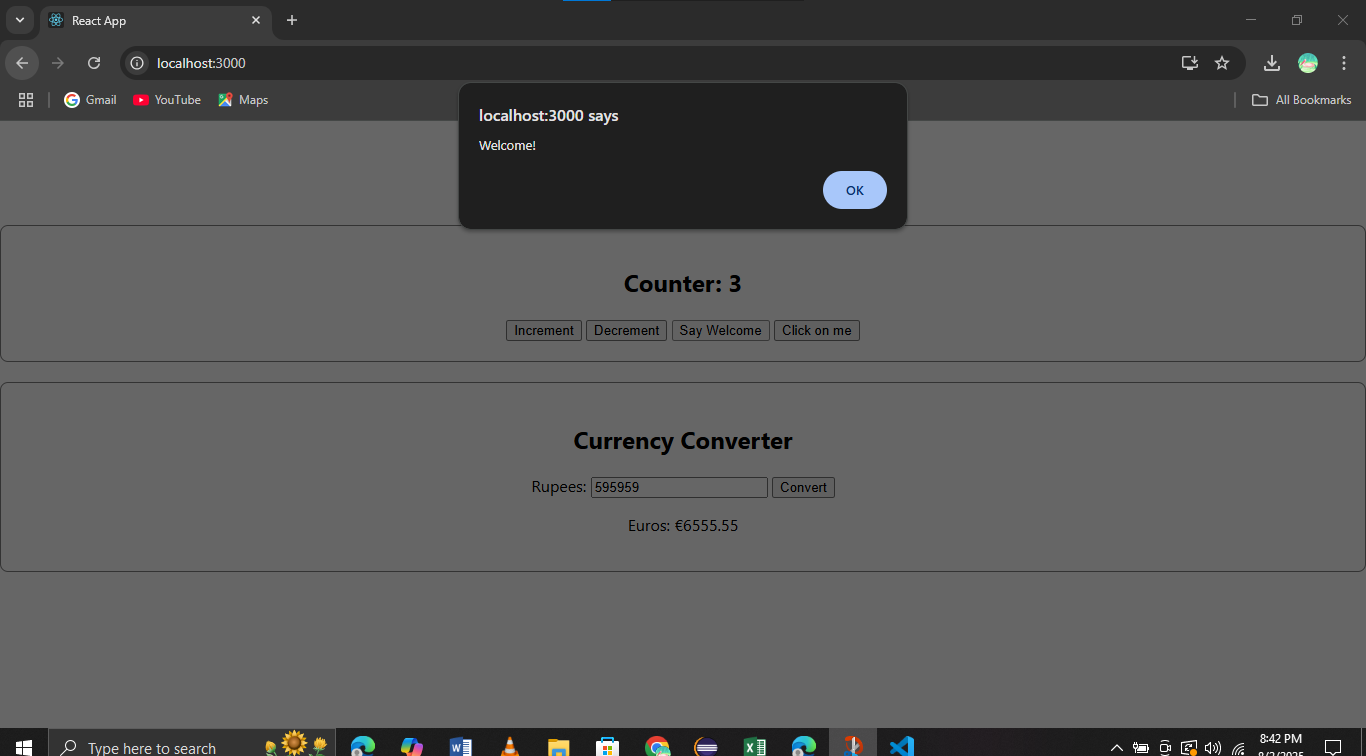 React App
localhost:3000
Gmail
YouTube
Maps
All Bookmarks
localhost:3000 says
Welcome!
OK
Counter: 3
Increment
Decrement
Say Welcome
Click on me
Currency Converter
Rupees: 595959 Convert
Euros: €6555.55
Type here to search
8:42 PM